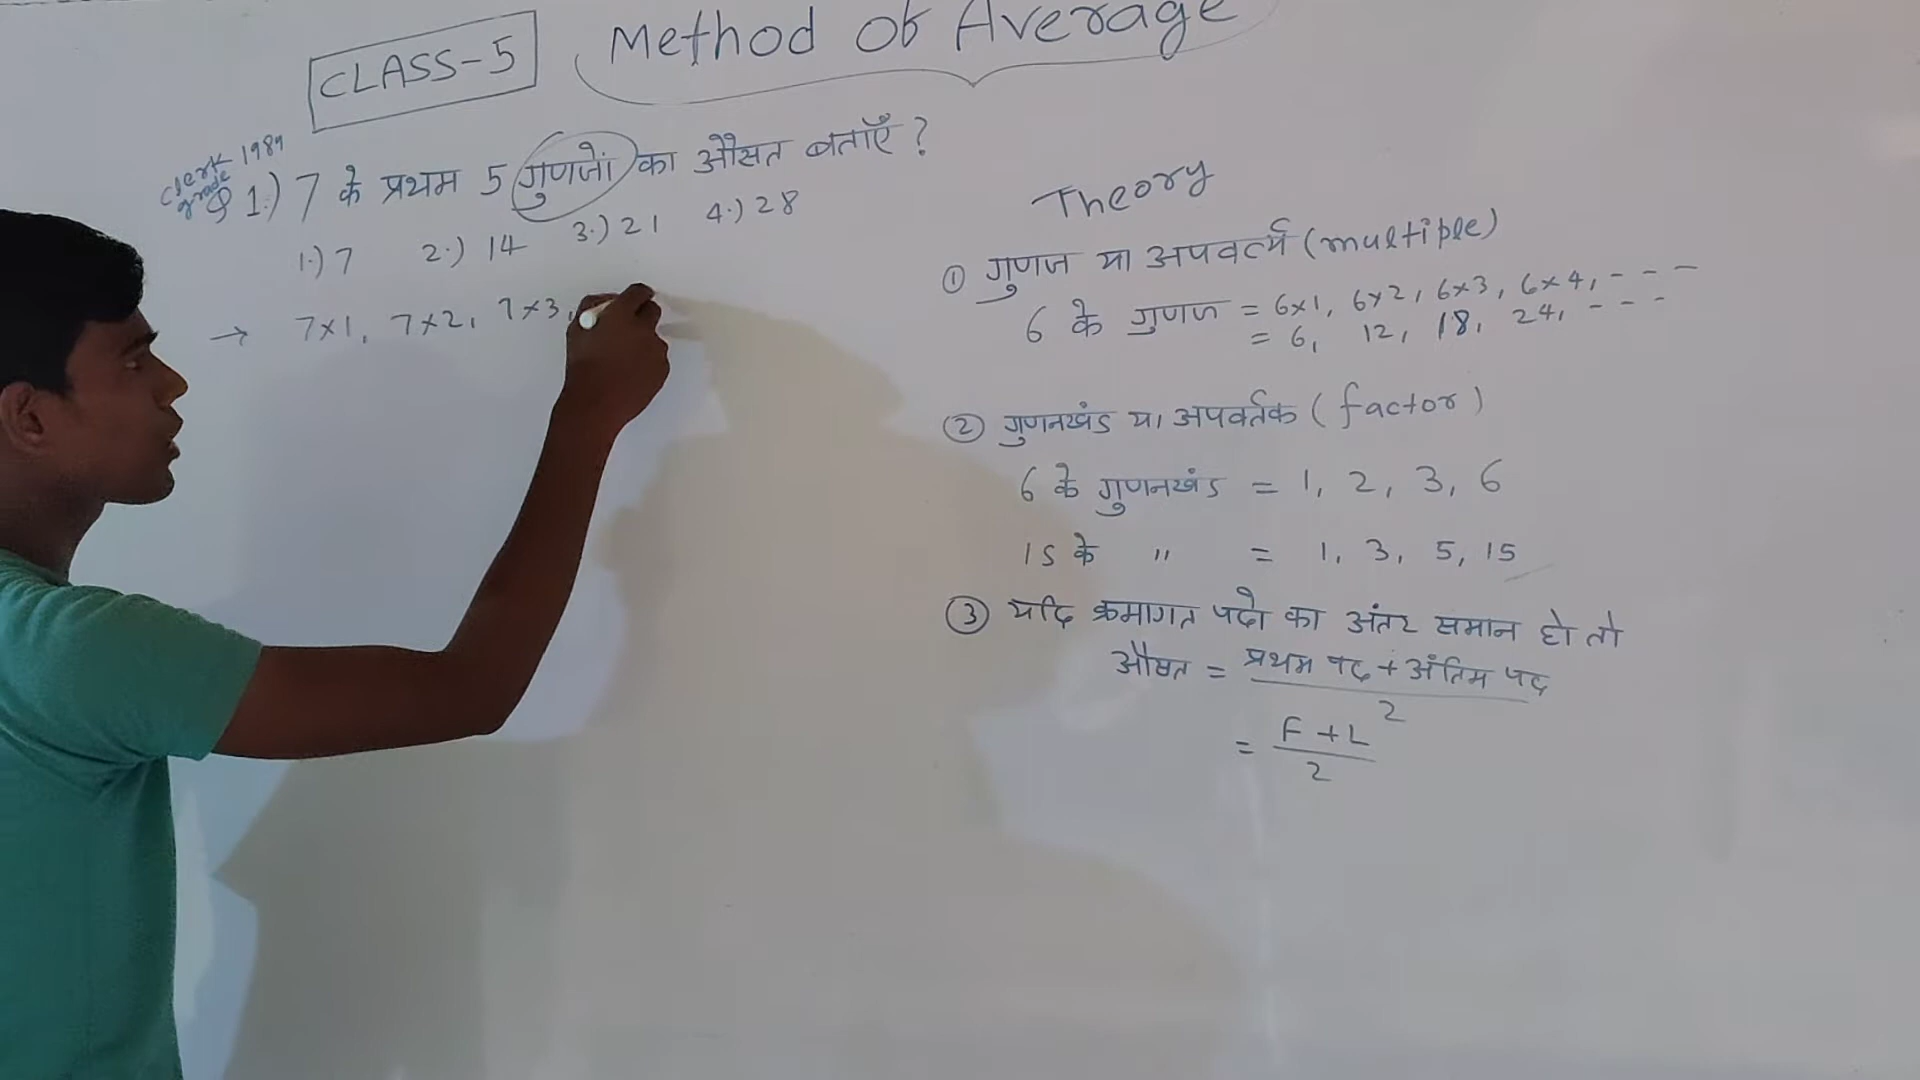 CLASS-5
Method of Average
Clerk 1989
grade
Q 1.) 7 के प्रथम 5 गुणजों का औसत बताएँ ?
1.) 7 2.) 14 3.) 21 4.) 28
→ 7×1, 7×2, 7×3,
Theory
① गुणज या अपवर्त्य (multiple)
6 के गुणज = 6×1, 6×2, 6×3, 6×4, - - -
= 6, 12, 18, 24, - - -
② गुणनखंड या अपवर्तक (factor)
6 के गुणनखंड = 1, 2, 3, 6
15 के " = 1, 3, 5, 15
③ यदि क्रमागत पदो का अंतर समान हो तो
औसत = प्रथम पद + अंतिम पद
2
= F + L
2